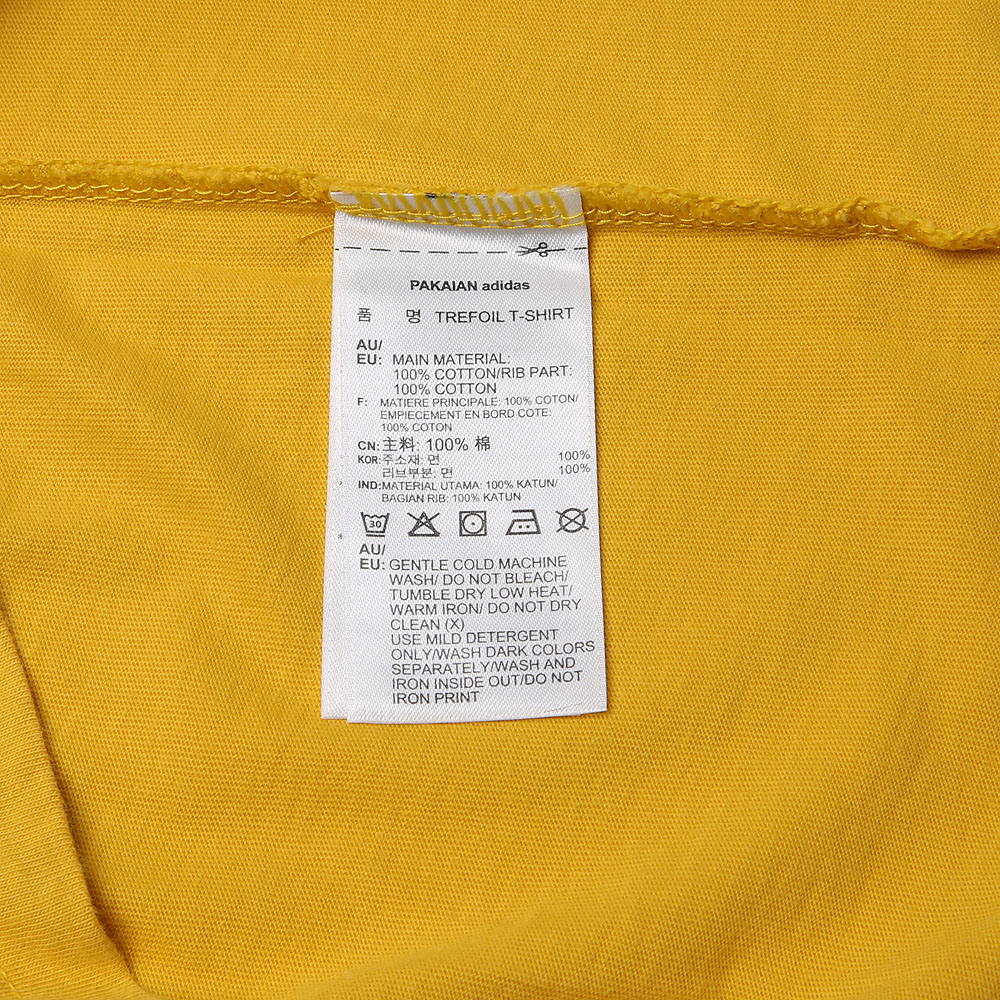 PAKAIAN adidas
품 명 TREFOIL T-SHIRT
AU/
EU: MAIN MATERIAL:
100% COTTON/RIB PART:
100% COTTON
F: MATIERE PRINCIPALE: 100% COTON/
EMPIECEMENT EN BORD COTE:
100% COTON
CN:主料: 100% 棉
KOR:주소재: 면 100%
리브부분: 면 100%
IND:MATERIAL UTAMA: 100% KATUN/
BAGIAN RIB: 100% KATUN
30
AU/
EU: GENTLE COLD MACHINE
WASH/ DO NOT BLEACH/
TUMBLE DRY LOW HEAT/
WARM IRON/ DO NOT DRY
CLEAN (X)
USE MILD DETERGENT
ONLY/WASH DARK COLORS
SEPARATELY/WASH AND
IRON INSIDE OUT/DO NOT
IRON PRINT